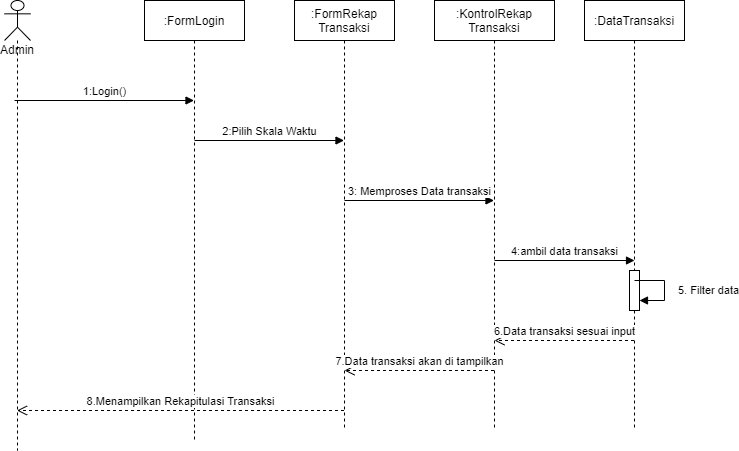 :FormLogin
:FormRekap
Transaksi
:KontrolRekap
Transaksi
:DataTransaksi
Admin
1:Login()
2:Pilih Skala Waktu
3: Memproses Data transaksi
4:ambil data transaksi
5. Filter data
6.Data transaksi sesuai input
7.Data transaksi akan di tampilkan
8.Menampilkan Rekapitulasi Transaksi